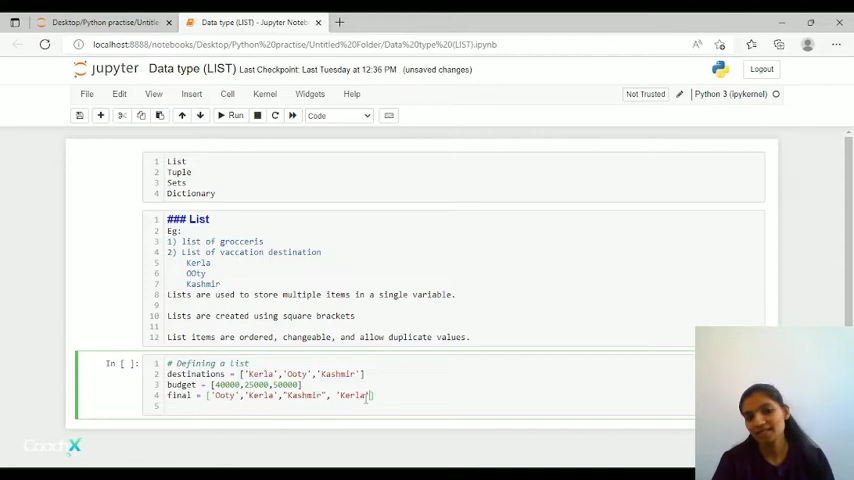 Desktop/Python practise/Untitle
Data type (LIST) - Jupyter Noteb
localhost:8888/notebooks/Desktop/Python%20practise/Untitled%20Folder/Data%20type%20(LIST).ipynb
jupyter Data type (LIST) Last Checkpoint: Last Tuesday at 12:36 PM (unsaved changes)
Logout
File Edit View Insert Cell Kernel Widgets Help
Not Trusted
Python 3 (ipykernel)
Run
Code
1 List
2 Tuple
3 Sets
4 Dictionary
1 ### List
2 Eg:
3 1) list of grocceris
4 2) List of vaccation destination
5 Kerla
6 OOty
7 Kashmir
8 Lists are used to store multiple items in a single variable.
9
10 Lists are created using square brackets
11
12 List items are ordered, changeable, and allow duplicate values.
In [ ]:
1 # Defining a list
2 destinations = ['Kerla','Ooty','Kashmir']
3 budget = [40000,25000,50000]
4 final = ['Ooty','Kerla',"Kashmir", 'Kerla']
5
CoachX